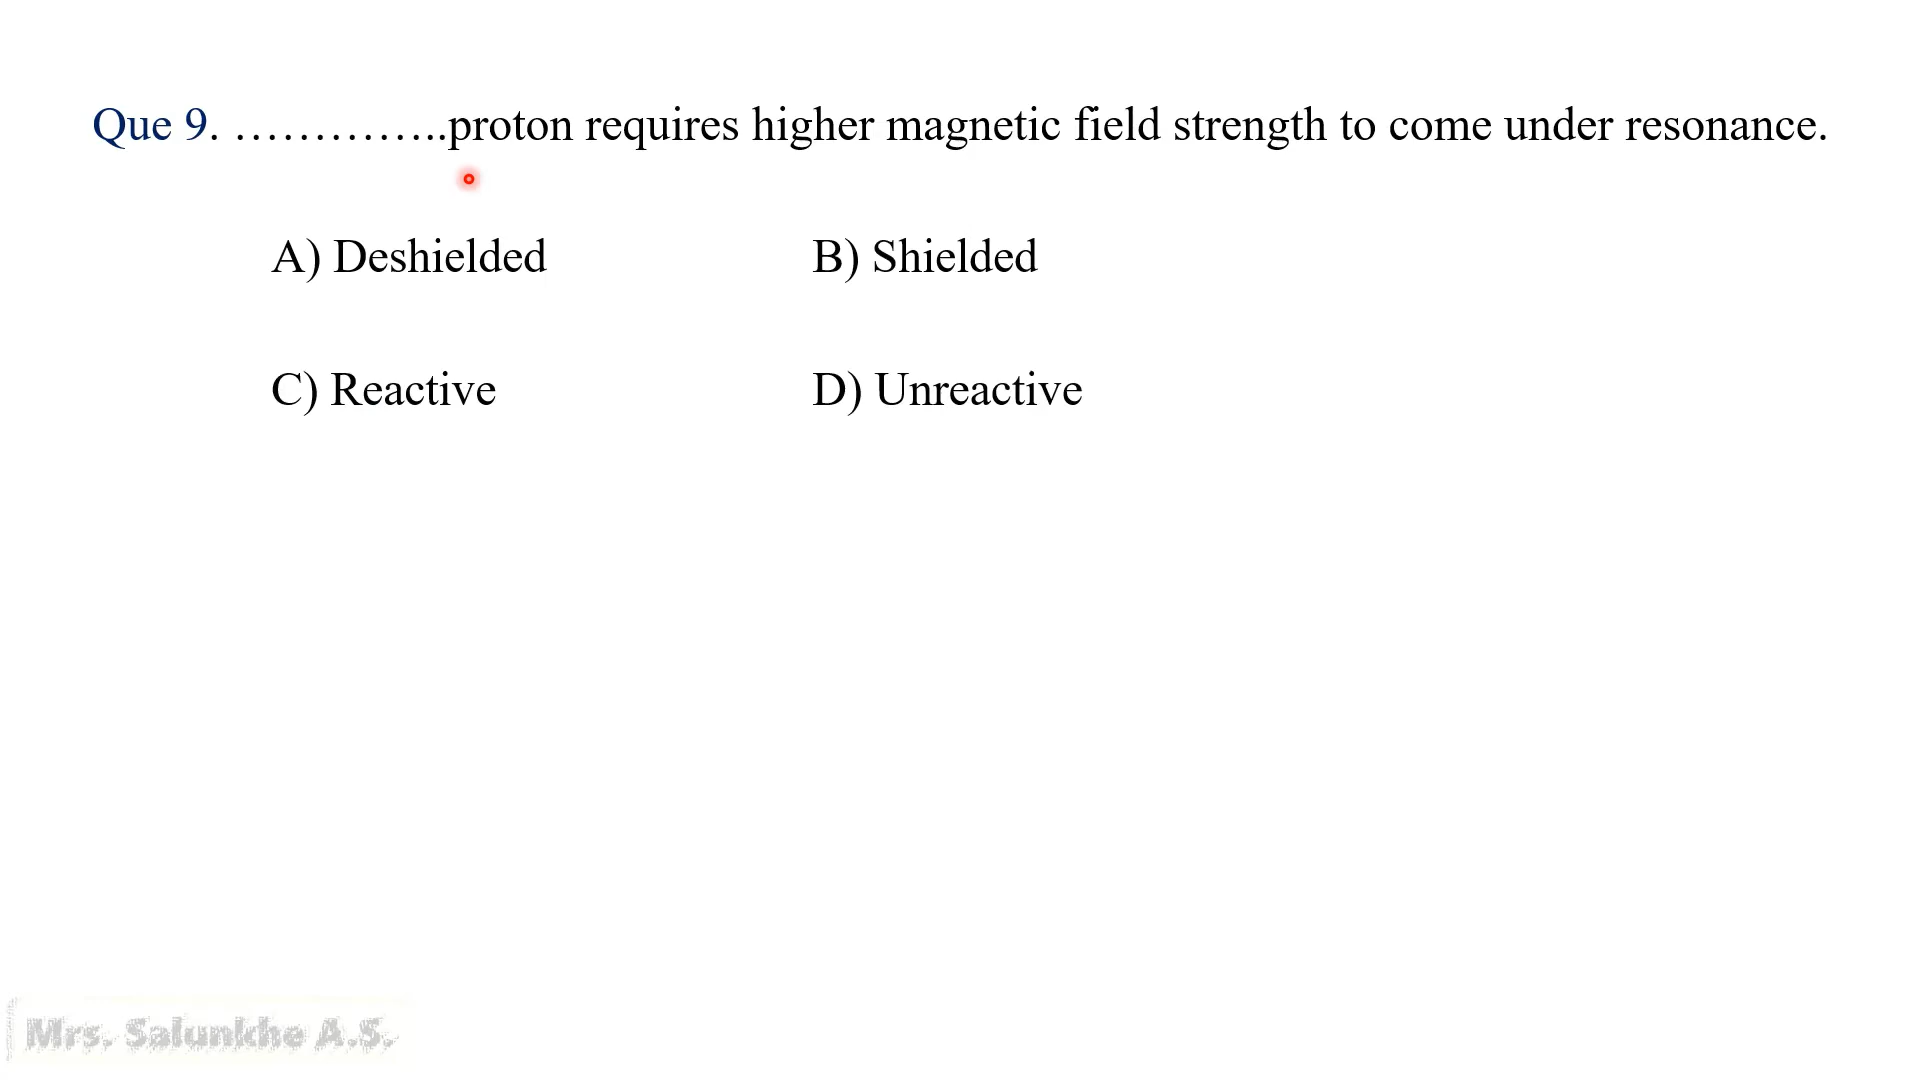 Que 9. …………..proton requires higher magnetic field strength to come under resonance.
A) Deshielded B) Shielded
C) Reactive D) Unreactive
Mrs. Salunkhe A.S.